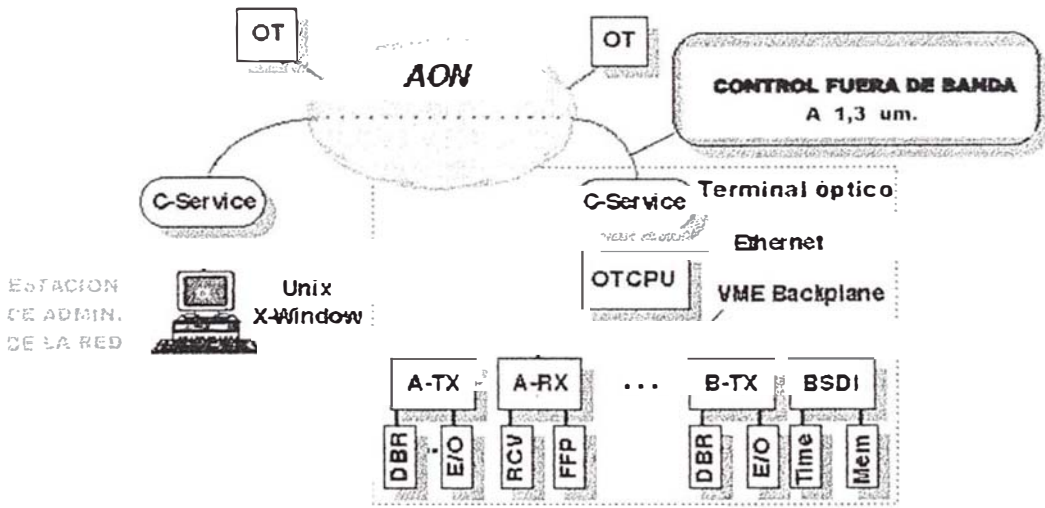 OT
AON
OT
CONTROL FUERA DE BANDA
A 1,3 um.
C-Service
C-Service
Terminal óptico
Ethernet
OTCPU
VME Backplane
ESTACION
DE ADMIN.
DE LA RED
Unix
X-Window
A-TX
A-RX
...
B-TX
BSDI
DBR
E/O
RCV
FFP
DBR
E/O
Time
Mem